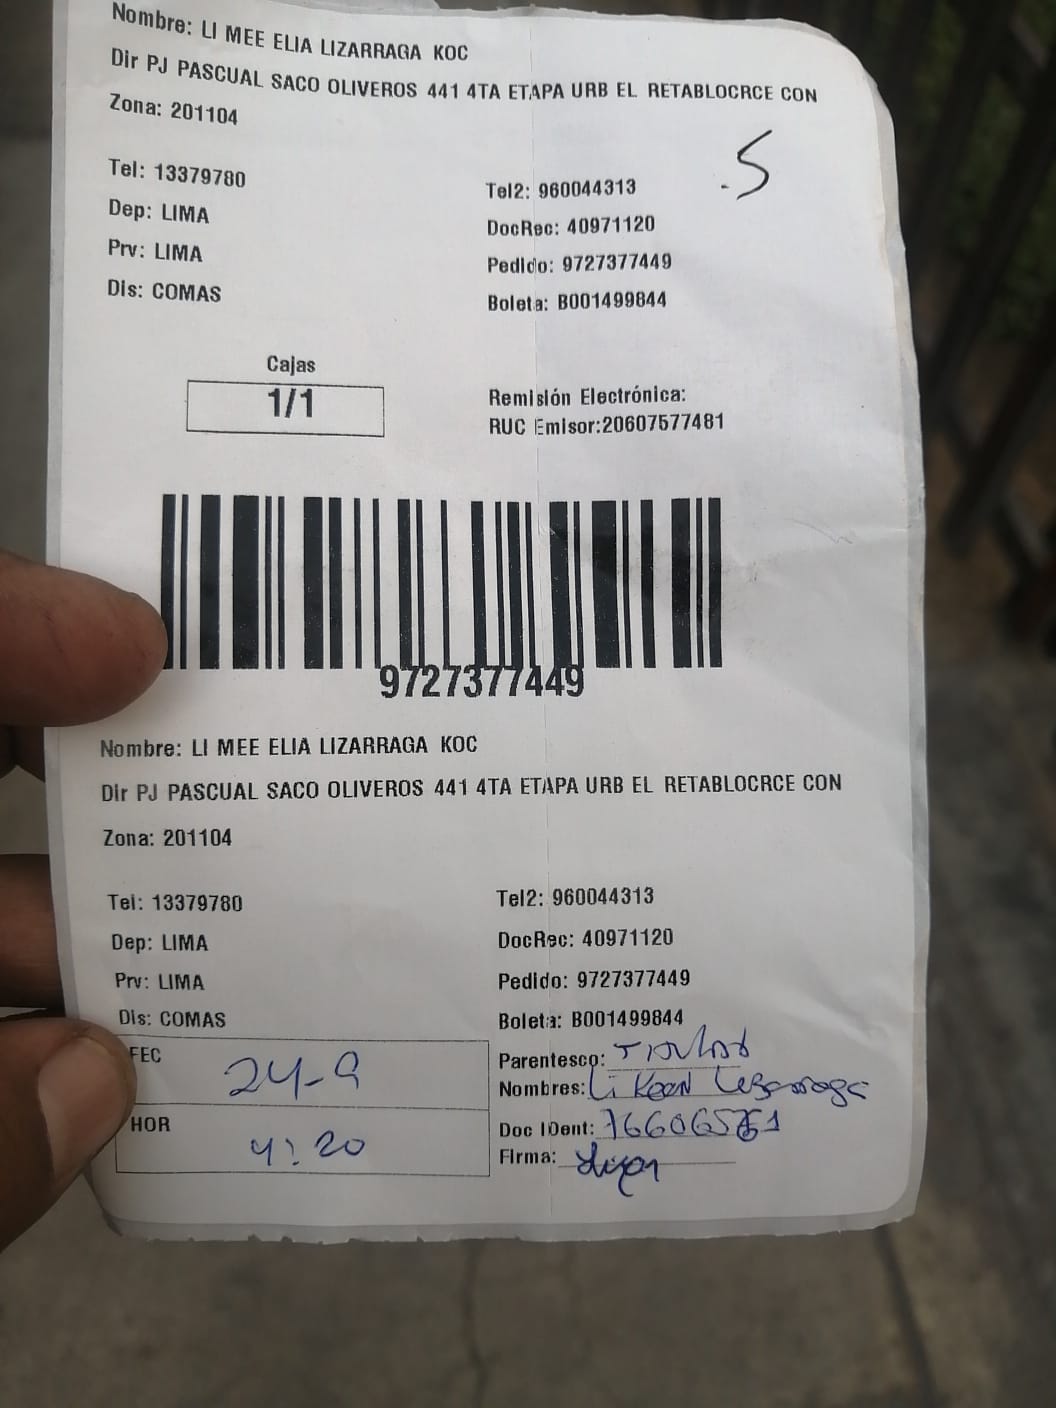 Nombre: LI MEE ELIA LIZARRAGA KOC
Dir PJ PASCUAL SACO OLIVEROS 441 4TA ETAPA URB EL RETABLOCRCE CON
Zona: 201104
.S
Tel: 13379780 Tel2: 960044313
Dep: LIMA DocRec: 40971120
Prv: LIMA Pedido: 9727377449
Dis: COMAS Boleta: B001499844
Cajas
1/1
Remisión Electrónica:
RUC Emisor:20607577481
9727377449
Nombre: LI MEE ELIA LIZARRAGA KOC
Dir PJ PASCUAL SACO OLIVEROS 441 4TA ETAPA URB EL RETABLOCRCE CON
Zona: 201104
Tel: 13379780 Tel2: 960044313
Dep: LIMA DocRec: 40971120
Prv: LIMA Pedido: 9727377449
Dis: COMAS Boleta: B001499844
FEC 24-9 Parentesco:
Nombres: Li
HOR 4:20 Doc IDent:
Firma: